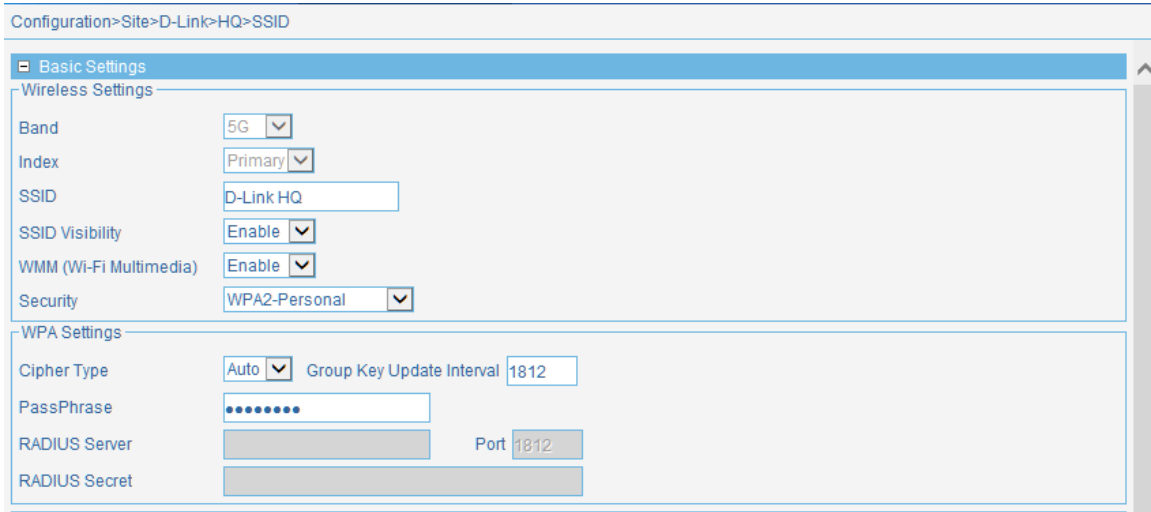 Configuration>Site>D-Link>HQ>SSID
Basic Settings
Wireless Settings
Band 5G
Index Primary
SSID D-Link HQ
SSID Visibility Enable
WMM (Wi-Fi Multimedia) Enable
Security WPA2-Personal
WPA Settings
Cipher Type Auto Group Key Update Interval 1812
PassPhrase ••••••••
RADIUS Server Port 1812
RADIUS Secret